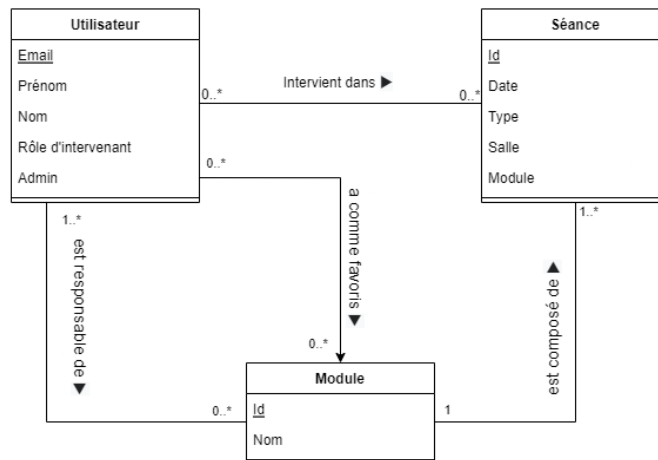 Utilisateur
Email
Prénom
Nom
Rôle d'intervenant
Admin
Intervient dans ▶
0..*
0..*
Séance
Id
Date
Type
Salle
Module
0..*
1..*
1..*
est responsable de ▶
a comme favoris ▶
est composé de ▶
0..*
0..*
1
Module
Id
Nom